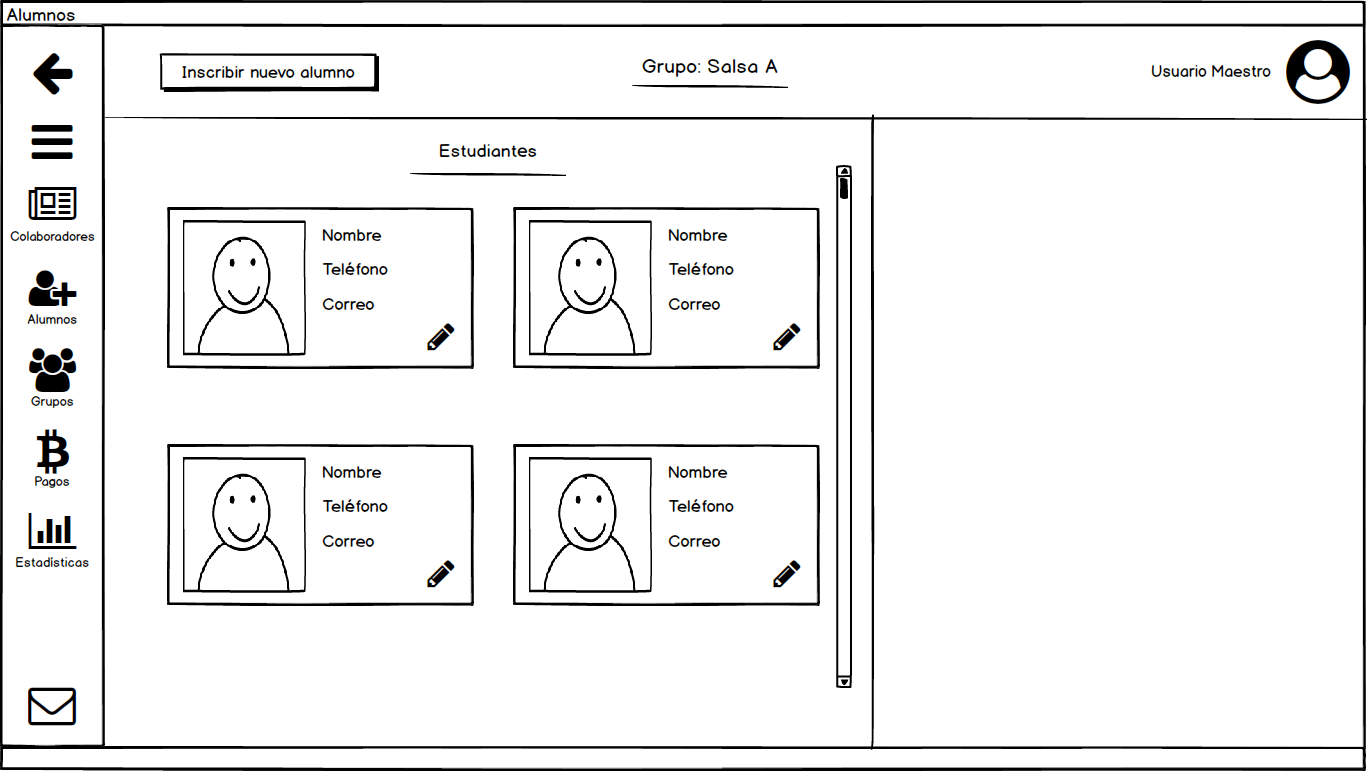 Alumnos
Inscribir nuevo alumno
Grupo: Salsa A
Usuario Maestro
Colaboradores
Alumnos
Grupos
Pagos
Estadísticas
Estudiantes
Nombre
Teléfono
Correo
Nombre
Teléfono
Correo
Nombre
Teléfono
Correo
Nombre
Teléfono
Correo